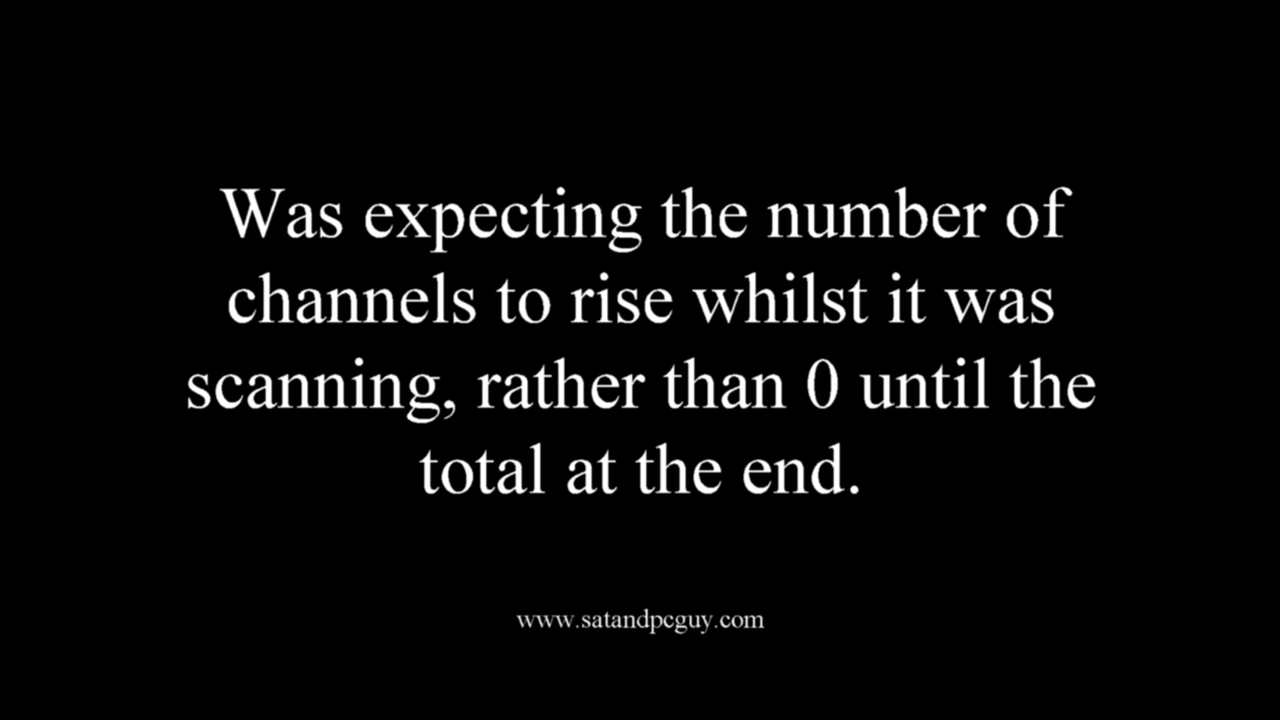 Was expecting the number of
channels to rise whilst it was
scanning, rather than 0 until the
total at the end.
www.satandpcguy.com